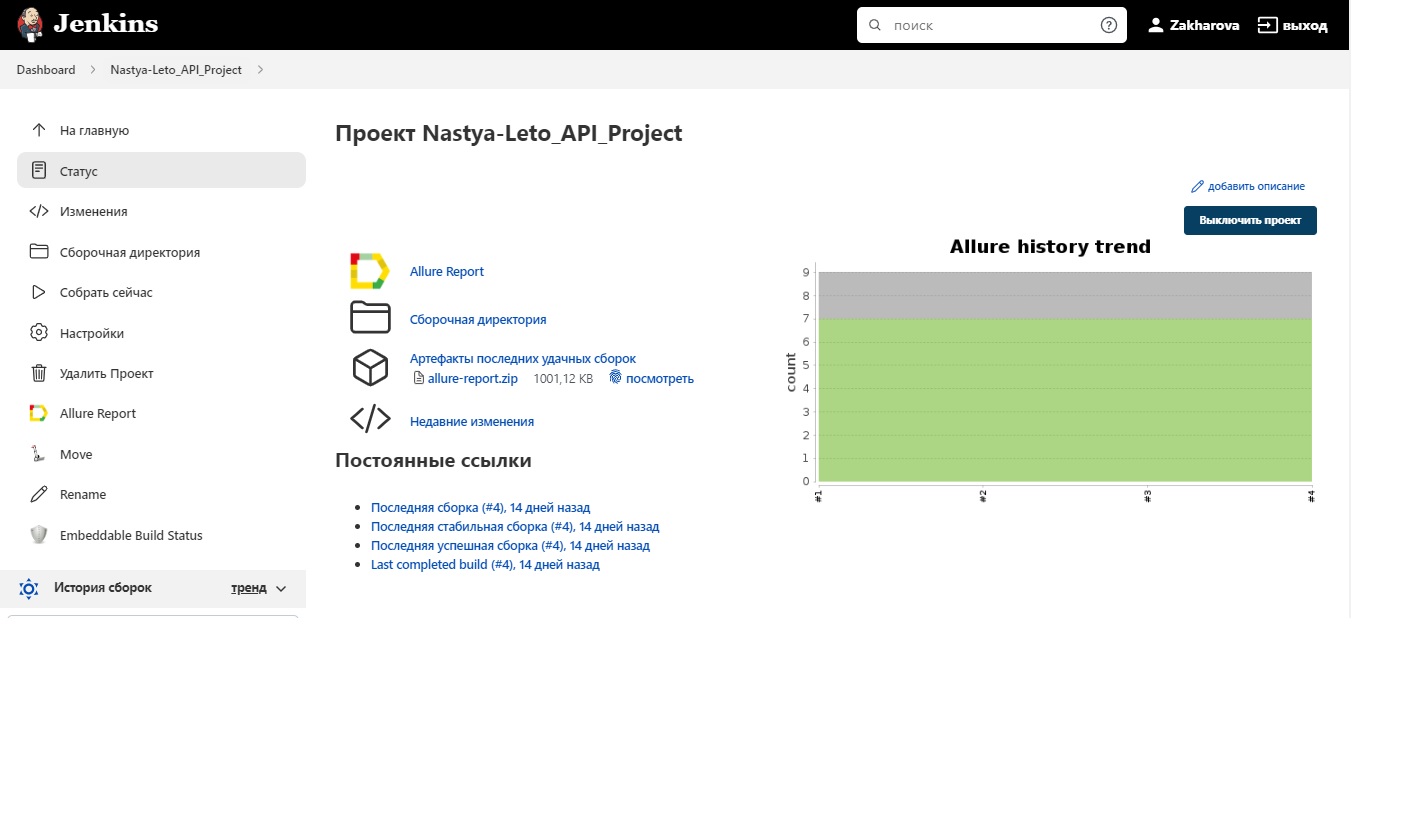 Jenkins
поиск
Zakharova
выход
Dashboard
Nastya-Leto_API_Project
На главную
Статус
Изменения
Сборочная директория
Собрать сейчас
Настройки
Удалить Проект
Allure Report
Move
Rename
Embeddable Build Status
История сборок
тренд
Проект Nastya-Leto_API_Project
добавить описание
Выключить проект
Allure Report
Сборочная директория
Артефакты последних удачных сборок
allure-report.zip 1001,12 KB посмотреть
Недавние изменения
Постоянные ссылки
Последняя сборка (#4), 14 дней назад
Последняя стабильная сборка (#4), 14 дней назад
Последняя успешная сборка (#4), 14 дней назад
Last completed build (#4), 14 дней назад
Allure history trend
count
9
8
7
6
5
4
3
2
1
0
#1
#2
#3
#4